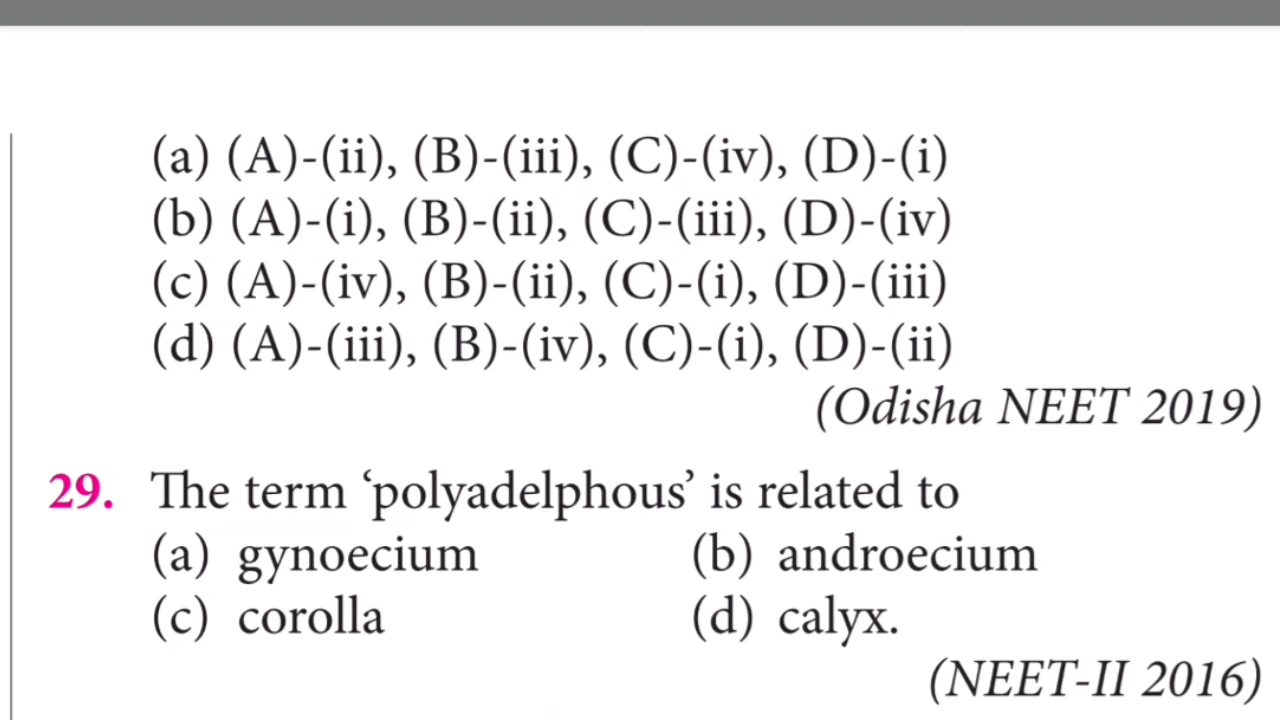 (a) (A)-(ii), (B)-(iii), (C)-(iv), (D)-(i)
(b) (A)-(i), (B)-(ii), (C)-(iii), (D)-(iv)
(c) (A)-(iv), (B)-(ii), (C)-(i), (D)-(iii)
(d) (A)-(iii), (B)-(iv), (C)-(i), (D)-(ii)
(Odisha NEET 2019)
29. The term ‘polyadelphous’ is related to
(a) gynoecium (b) androecium
(c) corolla (d) calyx.
(NEET-II 2016)